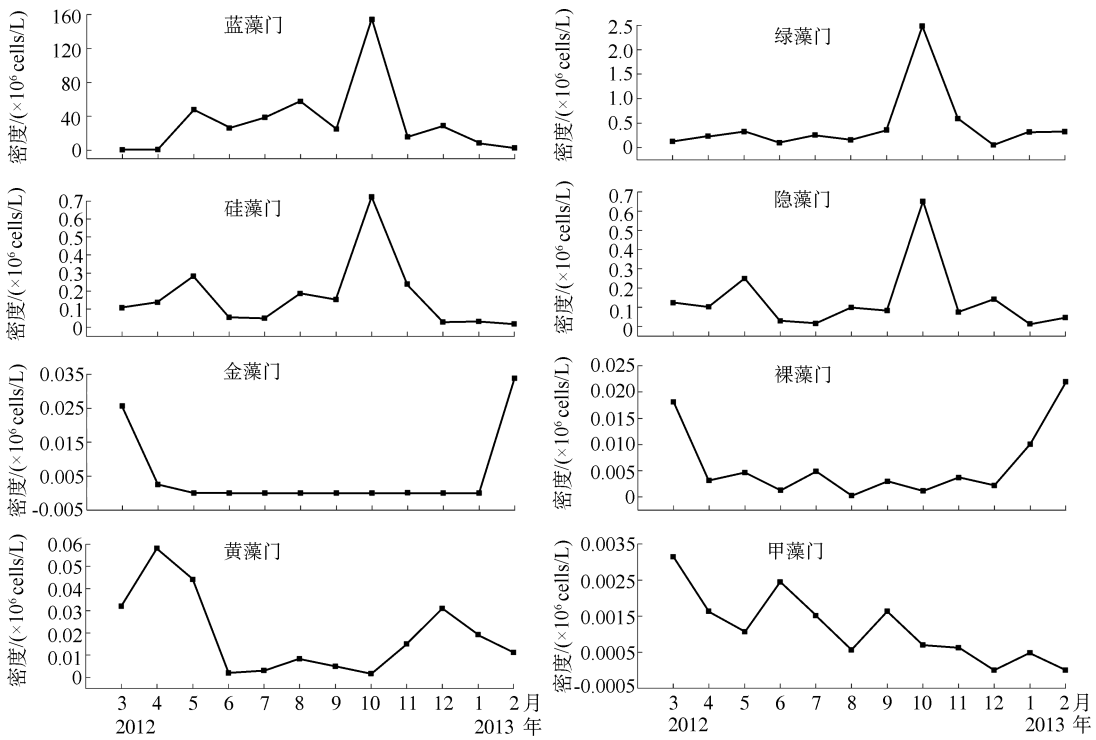 蓝藻门
密度/(×10⁶ cells/L)
160
120
80
40
0
绿藻门
密度/(×10⁶ cells/L)
2.5
2.0
1.5
1.0
0.5
0
硅藻门
密度/(×10⁶ cells/L)
0.7
0.6
0.5
0.4
0.3
0.2
0.1
0
隐藻门
密度/(×10⁶ cells/L)
0.7
0.6
0.5
0.4
0.3
0.2
0.1
0
金藻门
密度/(×10⁶ cells/L)
0.035
0.025
0.015
0.005
-0.005
裸藻门
密度/(×10⁶ cells/L)
0.025
0.020
0.015
0.010
0.005
0
黄藻门
密度/(×10⁶ cells/L)
0.06
0.05
0.04
0.03
0.02
0.01
0
3 4 5 6 7 8 9 10 11 12 1 2 月
2012 2013 年
甲藻门
密度/(×10⁶ cells/L)
0.0035
0.0025
0.0015
0.0005
-0.0005
3 4 5 6 7 8 9 10 11 12 1 2 月
2012 2013 年